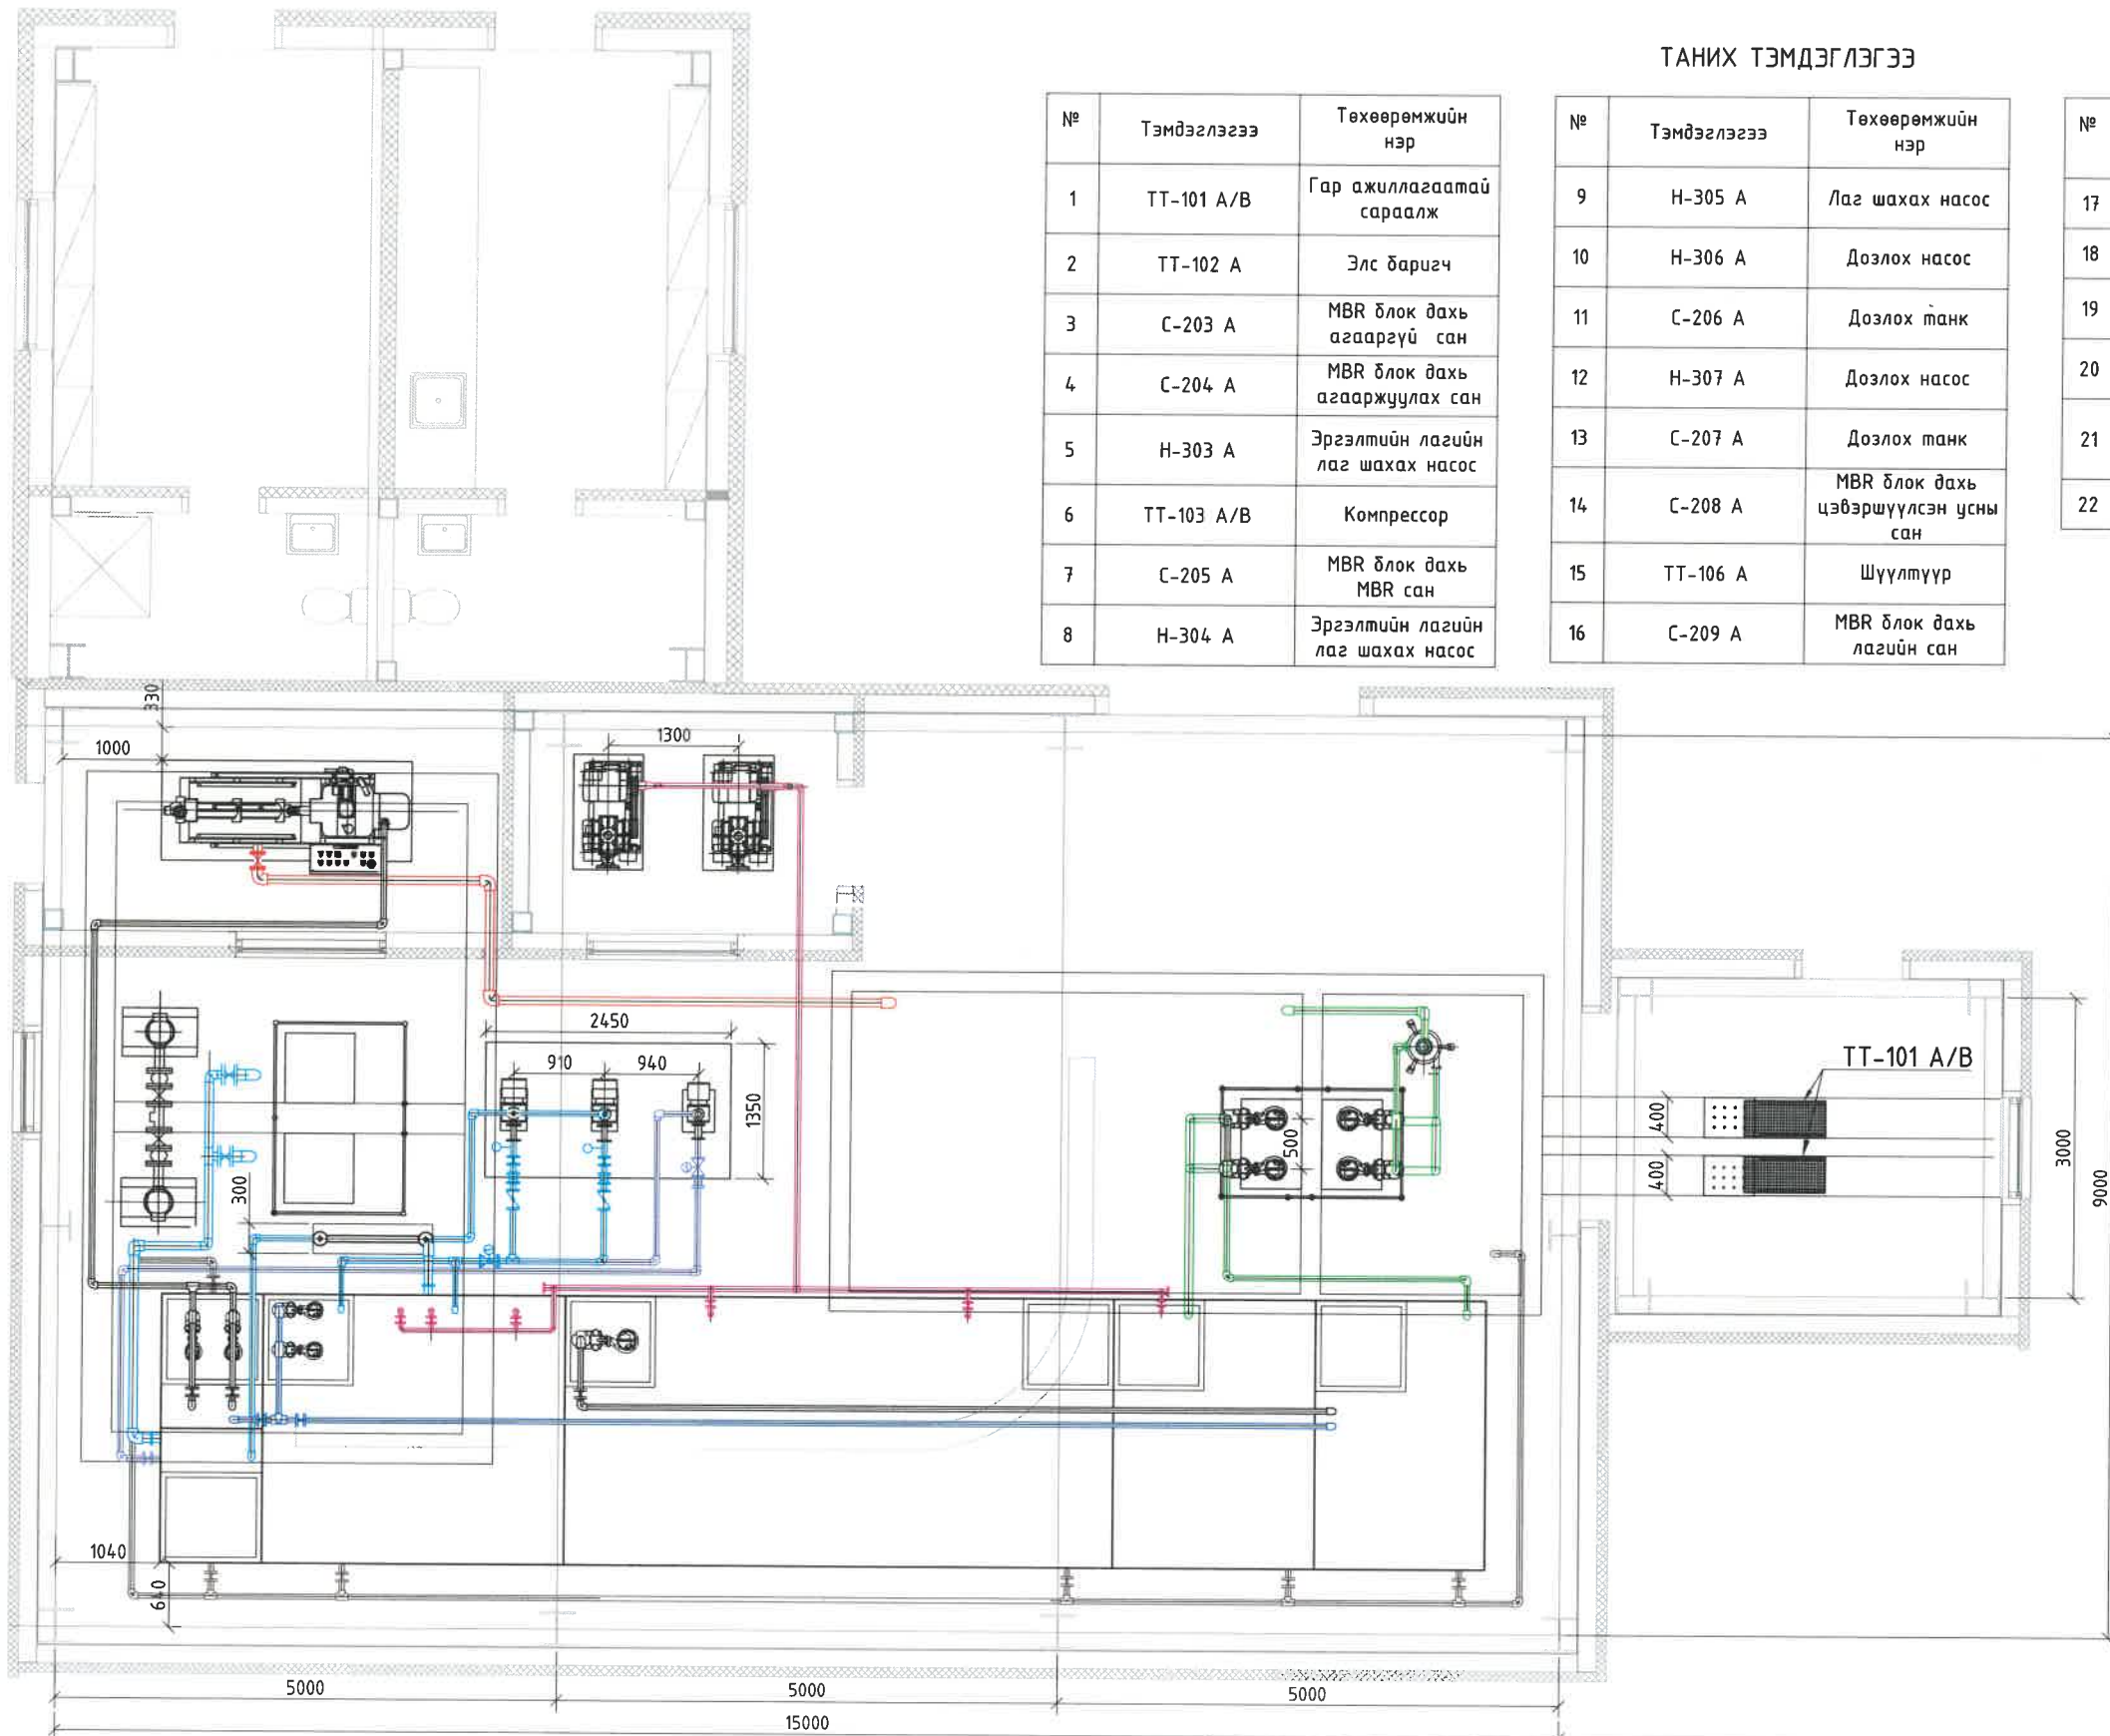 ТАНИХ ТЭМДЭГЛЭГЭЭ
№ Тэмдэглэгээ Төхөөрөмжийн
нэр
1 ТТ-101 А/В Гар ажиллагаатай
сараалж
2 ТТ-102 А Элс баригч
3 С-203 А MBR блок дахь
агааргүй сан
4 С-204 А MBR блок дахь
агааржуулах сан
5 Н-303 А Эргэлтийн лагийн
лаг шахах насос
6 ТТ-103 А/В Компрессор
7 С-205 А MBR блок дахь
MBR сан
8 Н-304 А Эргэлтийн лагийн
лаг шахах насос
№ Тэмдэглэгээ Төхөөрөмжийн
нэр
9 Н-305 А Лаг шахах насос
10 Н-306 А Дозлох насос
11 С-206 А Дозлох танк
12 Н-307 А Дозлох насос
13 С-207 А Дозлох танк
14 С-208 А MBR блок дахь
цэвэршүүлсэн усны
сан
15 ТТ-106 А Шүүлтүүр
16 С-209 А MBR блок дахь
лагийн сан
№
17
18
19
20
21
22
330
1000
1300
2450
910 940
1350
300
500
ТТ-101 А/В
400
400
3000
9000
1040
640
5000 5000 5000
15000